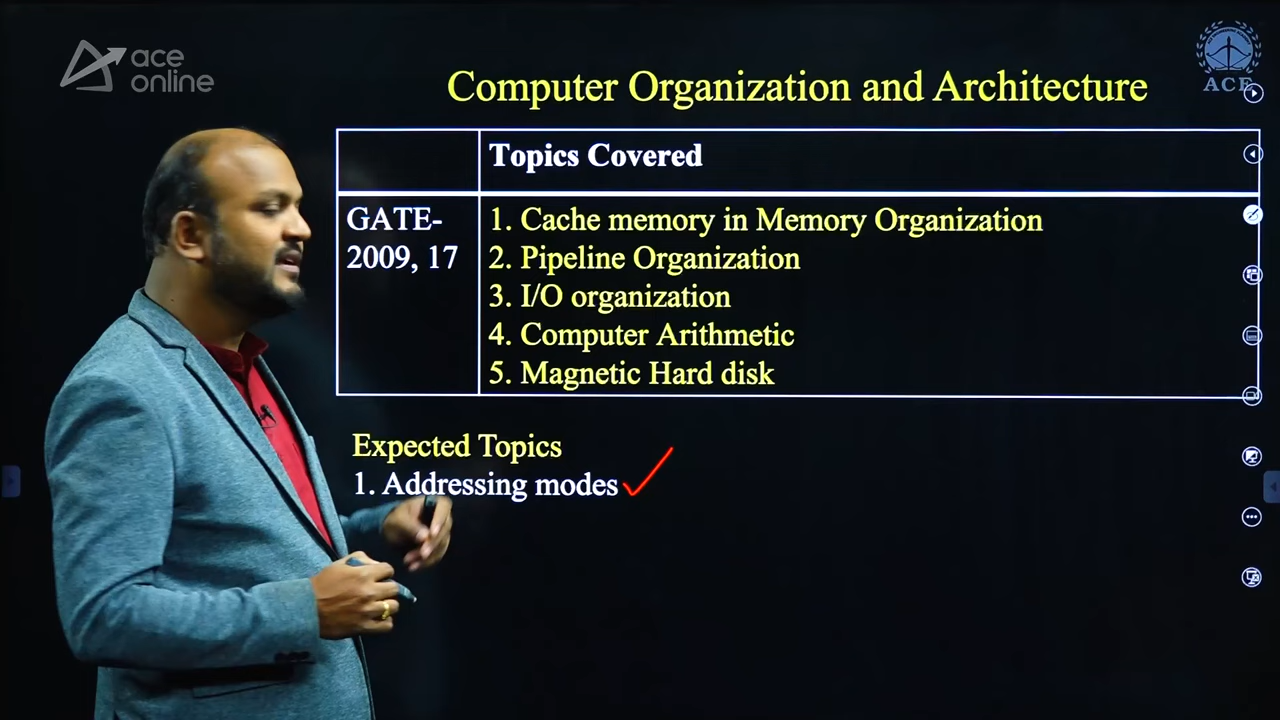 ace
online
ACE
Computer Organization and Architecture
Topics Covered
GATE-
2009, 17
1. Cache memory in Memory Organization
2. Pipeline Organization
3. I/O organization
4. Computer Arithmetic
5. Magnetic Hard disk
Expected Topics
1. Addressing modes